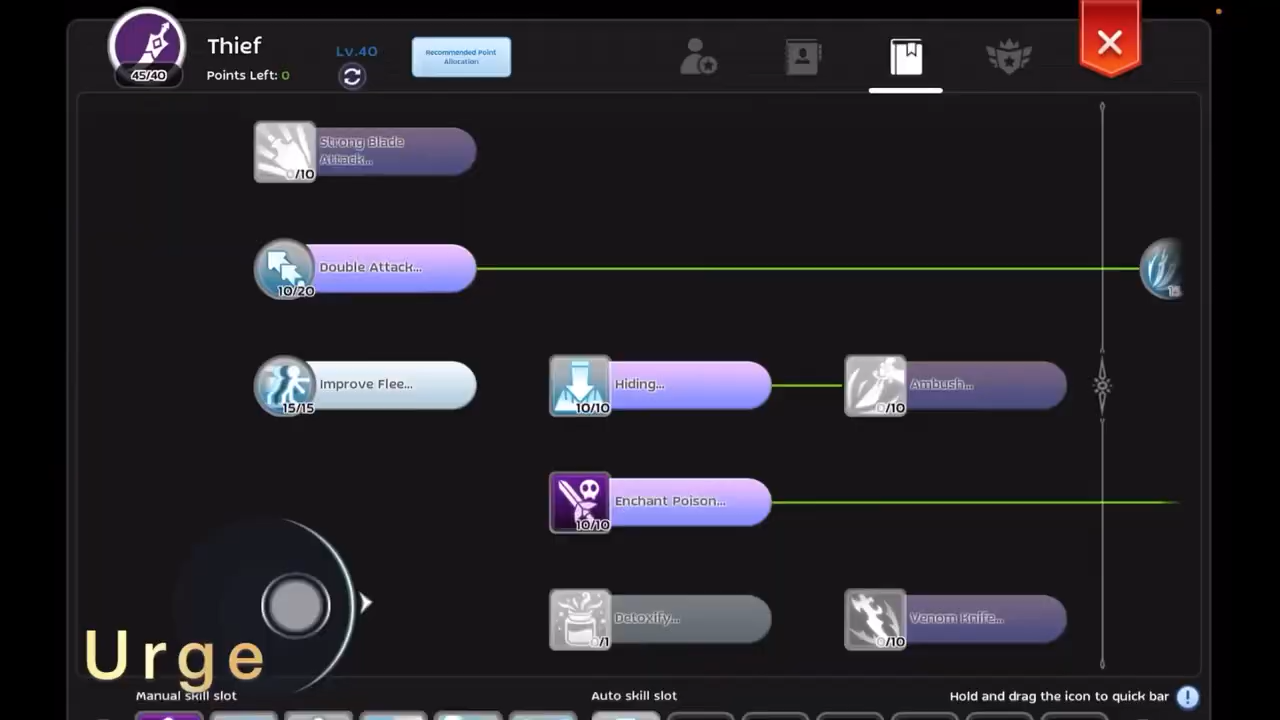 Thief
Lv.40
Recommended Point
Allocation
45/40
Points Left: 0
Strong Blade
Attack...
0/10
Double Attack...
10/20
Improve Flee...
15/15
Hiding...
10/10
Ambush...
0/10
Enchant Poison...
10/10
Detoxify...
0/1
Venom Knife...
0/10
Urge
Manual skill slot
Auto skill slot
Hold and drag the icon to quick bar